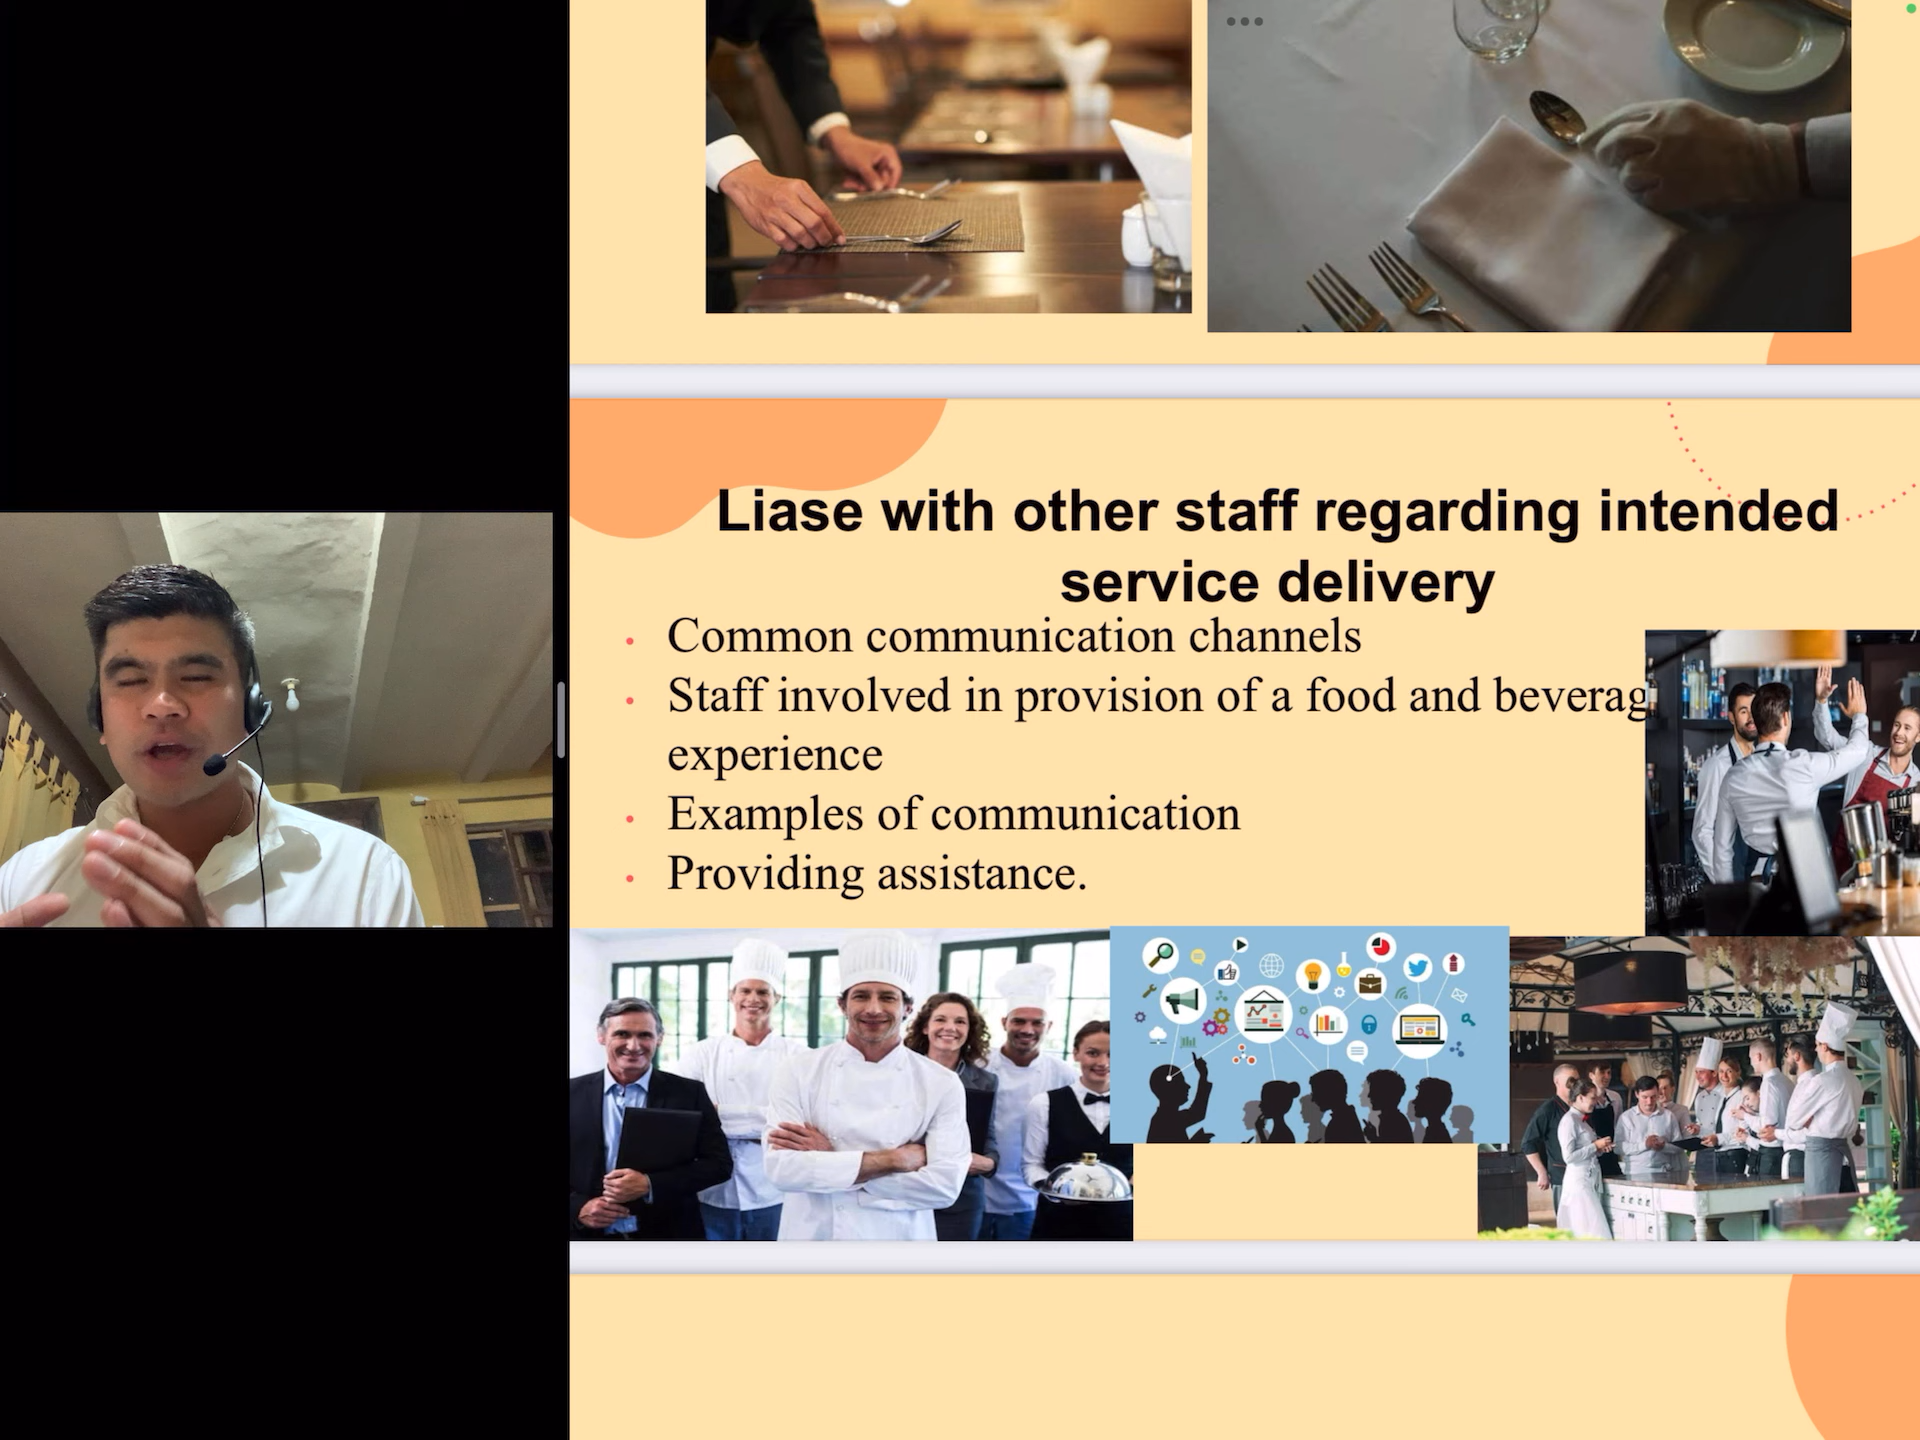 Liase with other staff regarding intended
service delivery
• Common communication channels
• Staff involved in provision of a food and beverag
experience
• Examples of communication
• Providing assistance.